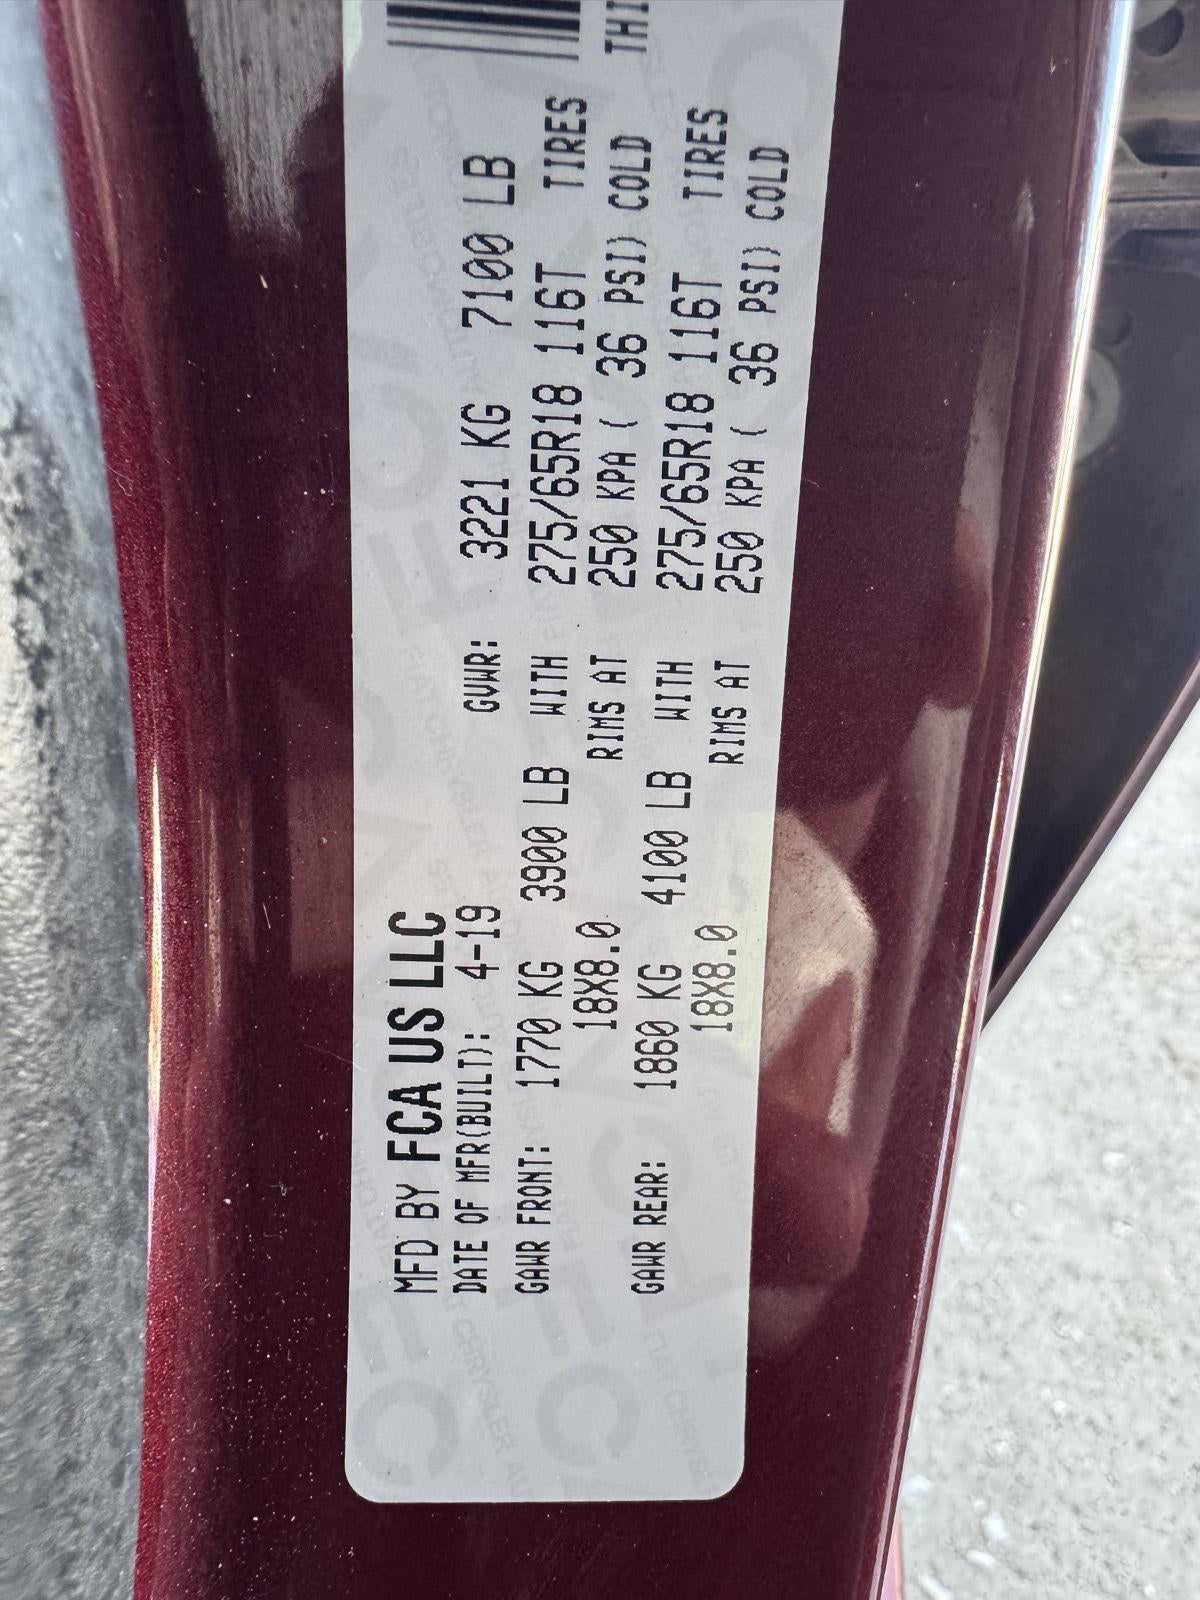 MFD BY FCA US LLC
DATE OF MFR(BUILT): 4-19 GVWR: 3221 KG 7100 LB
GAWR FRONT: 1770 KG 3900 LB WITH 275/65R18 116T TIRES
18X8.0 RIMS AT 250 KPA ( 36 PSI) COLD
GAWR REAR: 1860 KG 4100 LB WITH 275/65R18 116T TIRES
18X8.0 RIMS AT 250 KPA ( 36 PSI) COLD